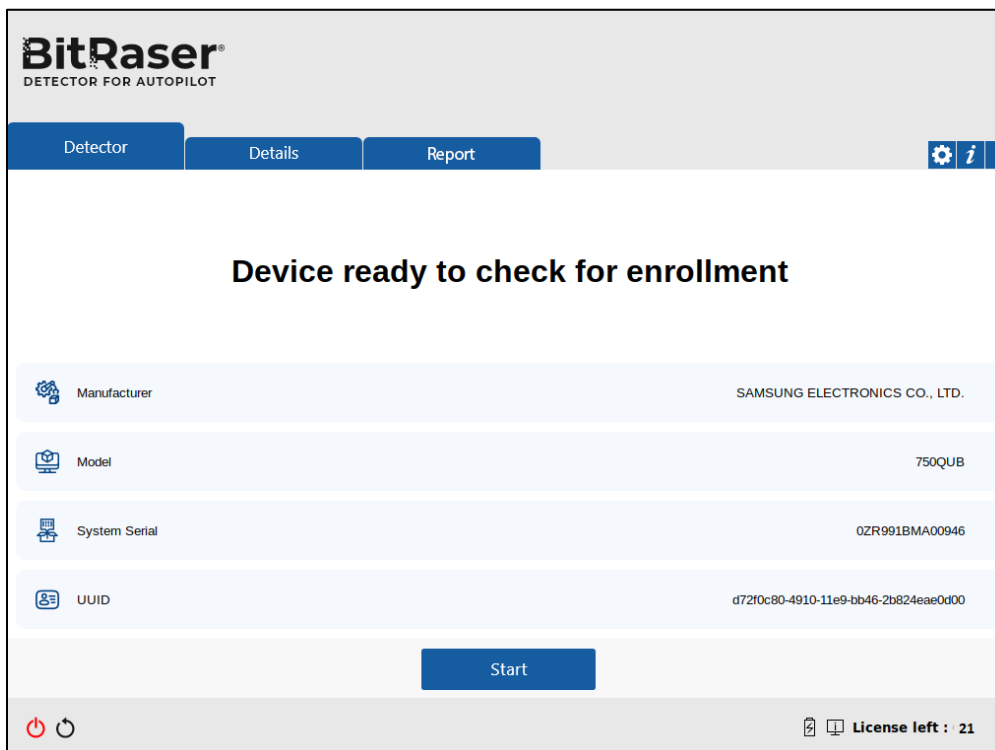 BitRaser®
DETECTOR FOR AUTOPILOT
Detector Details Report
Device ready to check for enrollment
Manufacturer SAMSUNG ELECTRONICS CO., LTD.
Model 750QUB
System Serial 0ZR991BMA00946
UUID d72f0c80-4910-11e9-bb46-2b824eae0d00
Start
License left : 21